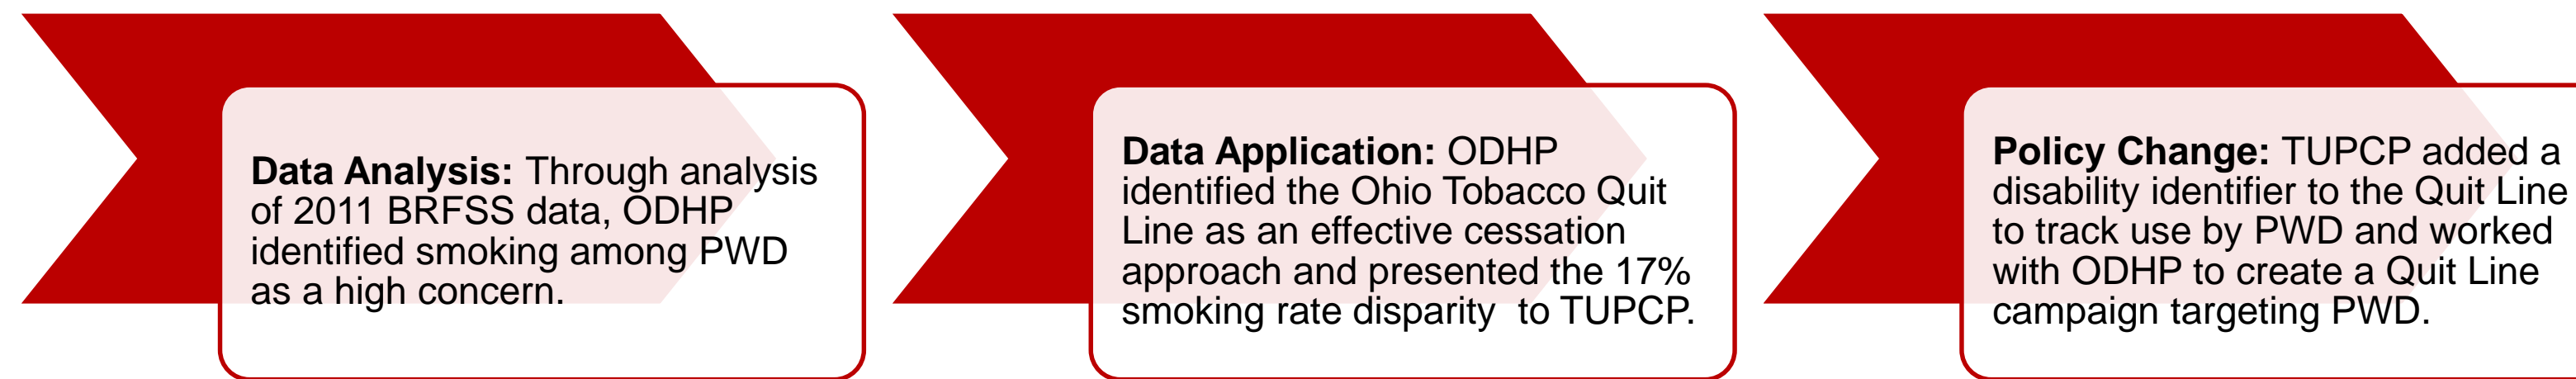 Data Analysis: Through analysis
of 2011 BRFSS data, ODHP
identified smoking among PWD
as a high concern.
Data Application: ODHP
identified the Ohio Tobacco Quit
Line as an effective cessation
approach and presented the 17%
smoking rate disparity  to TUPCP.
Policy Change: TUPCP added a
disability identifier to the Quit Line
to track use by PWD and worked
with ODHP to create a Quit Line
campaign targeting PWD.